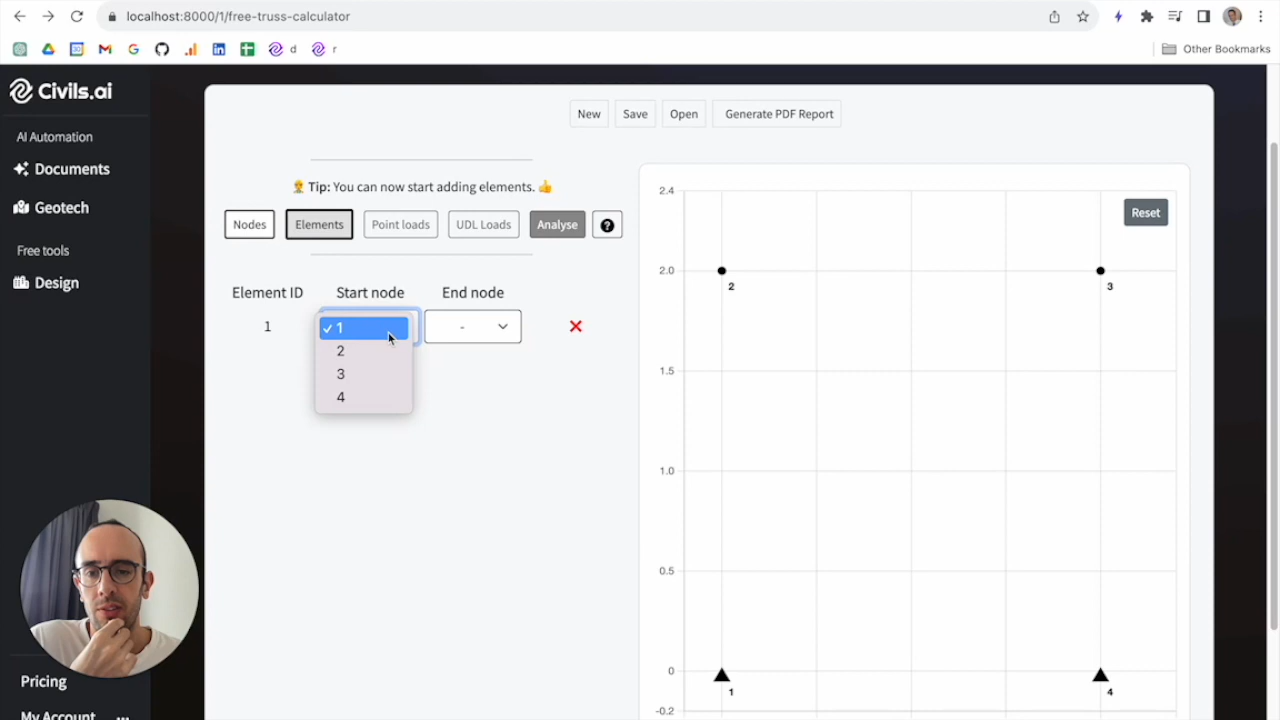 localhost:8000/1/free-truss-calculator
d
r
Other Bookmarks
Civils.ai
AI Automation
Documents
Geotech
Free tools
Design
Pricing
My Account
New
Save
Open
Generate PDF Report
Tip: You can now start adding elements.
Nodes
Elements
Point loads
UDL Loads
Analyse
?
Element ID
Start node
End node
1
✓ 1
2
3
4
-
2.4
2.0
1.5
1.0
0.5
0
-0.2
Reset
2
3
1
4